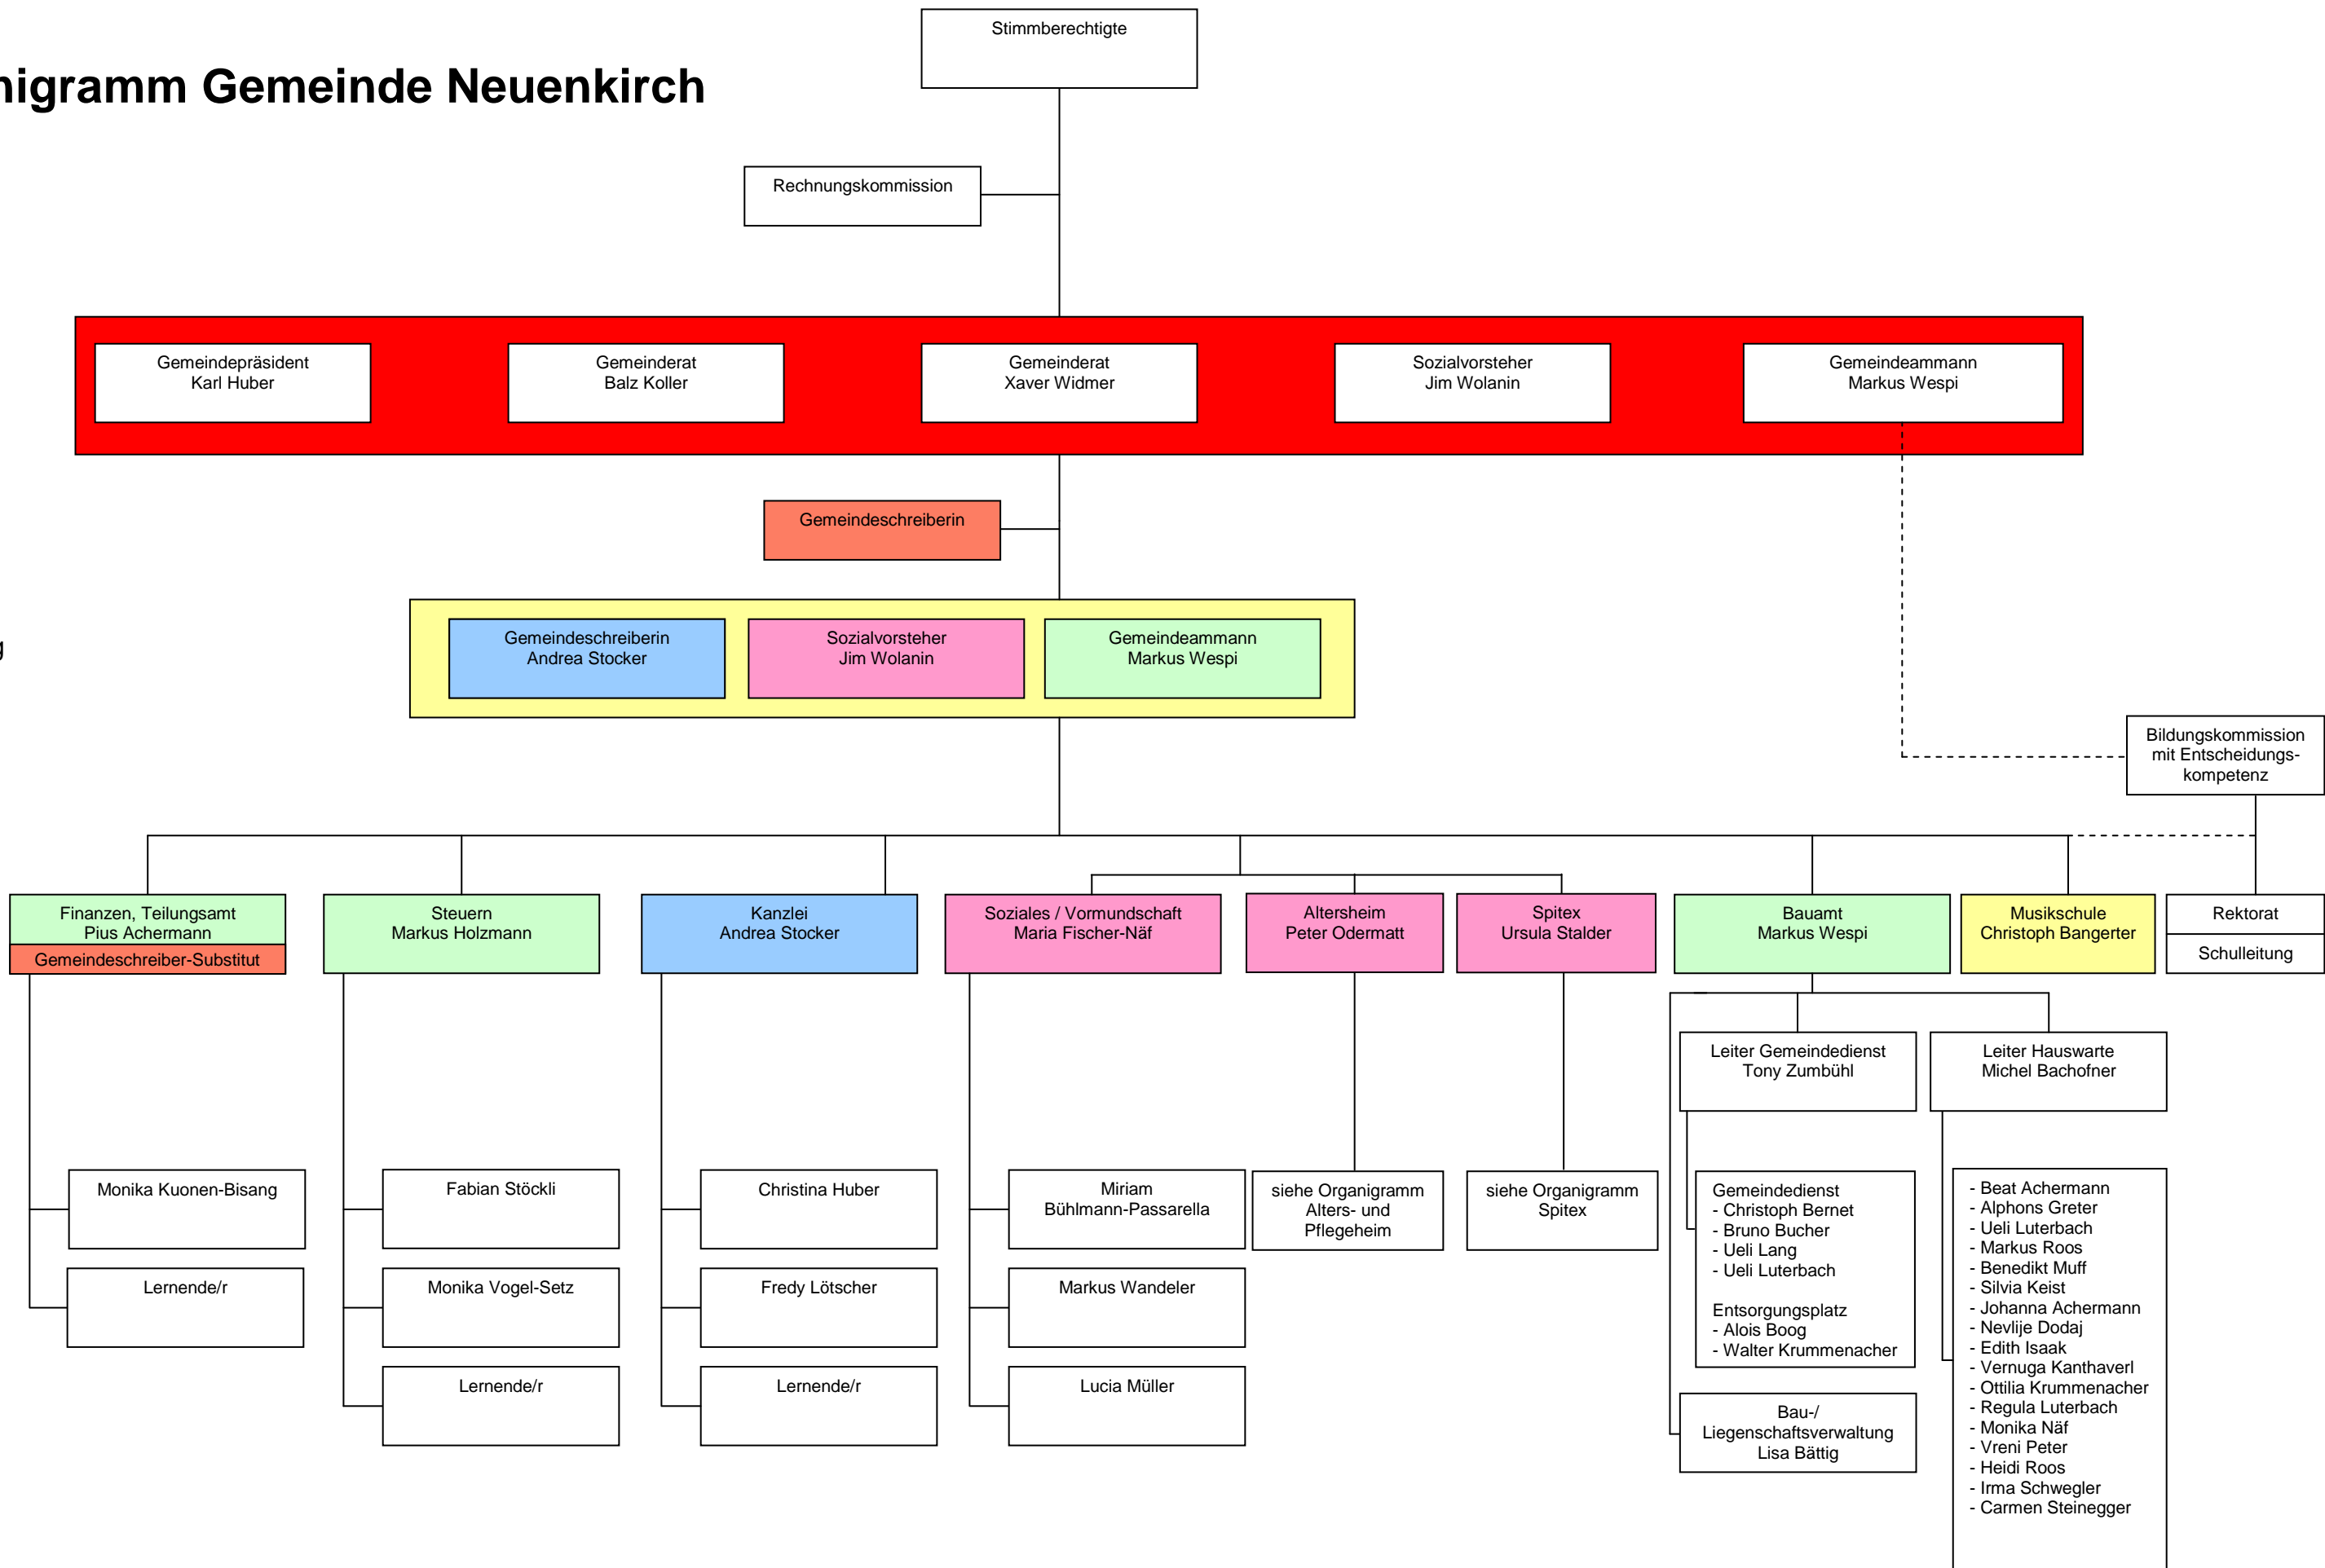 Stimmberechtigte
nigramm Gemeinde Neuenkirch
Rechnungskommission
Gemeindepräsident
Karl Huber
Gemeinderat
Balz Koller
Gemeinderat
Xaver Widmer
Sozialvorsteher
Jim Wolanin
Gemeindeammann
Markus Wespi
Gemeindeschreiberin
g
Gemeindeschreiberin
Andrea Stocker
Sozialvorsteher
Jim Wolanin
Gemeindeammann
Markus Wespi
Bildungskommission
mit Entscheidungs-
kompetenz
Finanzen, Teilungsamt
Pius Achermann
Gemeindeschreiber-Substitut
Steuern
Markus Holzmann
Kanzlei
Andrea Stocker
Soziales / Vormundschaft
Maria Fischer-Näf
Altersheim
Peter Odermatt
Spitex
Ursula Stalder
Bauamt
Markus Wespi
Musikschule
Christoph Bangerter
Rektorat
Schulleitung
Leiter Gemeindedienst
Tony Zumbühl
Leiter Hauswarte
Michel Bachofner
Monika Kuonen-Bisang
Lernende/r
Fabian Stöckli
Monika Vogel-Setz
Lernende/r
Christina Huber
Fredy Lötscher
Lernende/r
Miriam
Bühlmann-Passarella
Markus Wandeler
Lucia Müller
siehe Organigramm
Alters- und
Pflegeheim
siehe Organigramm
Spitex
Gemeindedienst
- Christoph Bernet
- Bruno Bucher
- Ueli Lang
- Ueli Luterbach
Entsorgungsplatz
- Alois Boog
- Walter Krummenacher
Bau-/
Liegenschaftsverwaltung
Lisa Bättig
- Beat Achermann
- Alphons Greter
- Ueli Luterbach
- Markus Roos
- Benedikt Muff
- Silvia Keist
- Johanna Achermann
- Nevlije Dodaj
- Edith Isaak
- Vernuga Kanthaverl
- Ottilia Krummenacher
- Regula Luterbach
- Monika Näf
- Vreni Peter
- Heidi Roos
- Irma Schwegler
- Carmen Steinegger